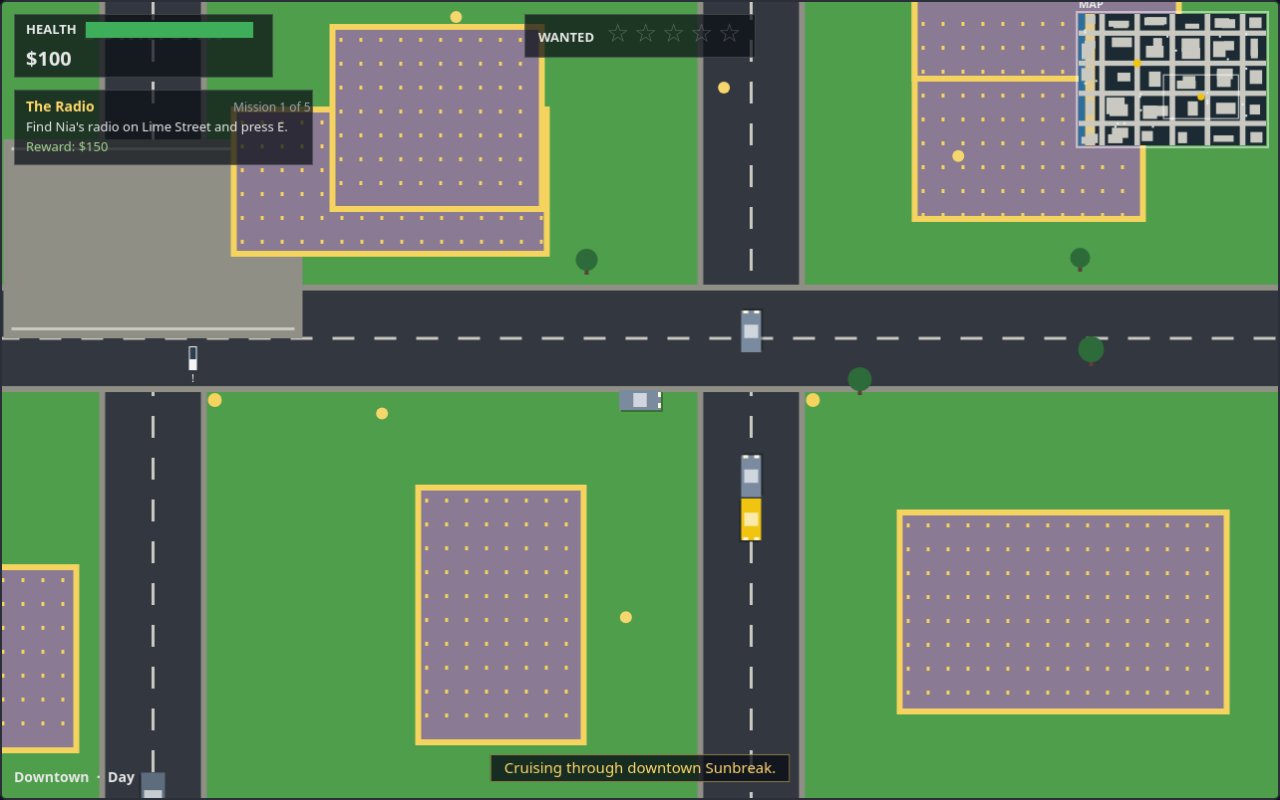 HEALTH
$100
WANTED
MAP
The Radio
Mission 1 of 5
Find Nia's radio on Lime Street and press E.
Reward: $150
!
Cruising through downtown Sunbreak.
Downtown · Day